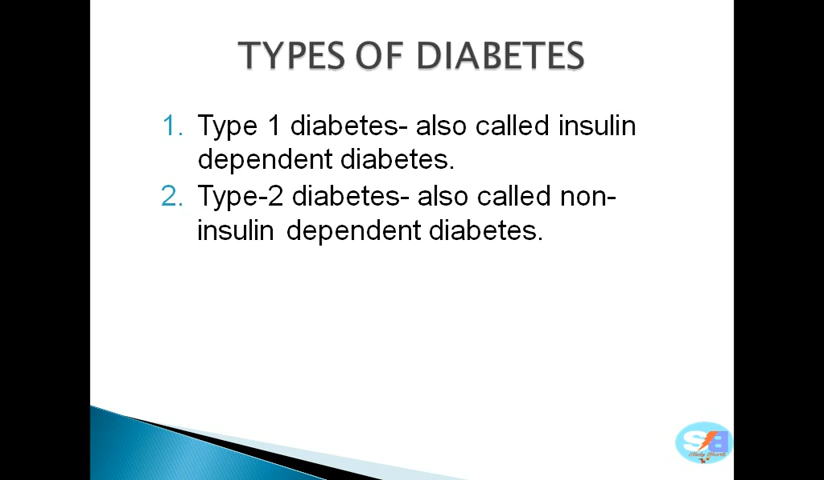 TYPES OF DIABETES
1. Type 1 diabetes- also called insulin
dependent diabetes.
2. Type-2 diabetes- also called non-
insulin dependent diabetes.